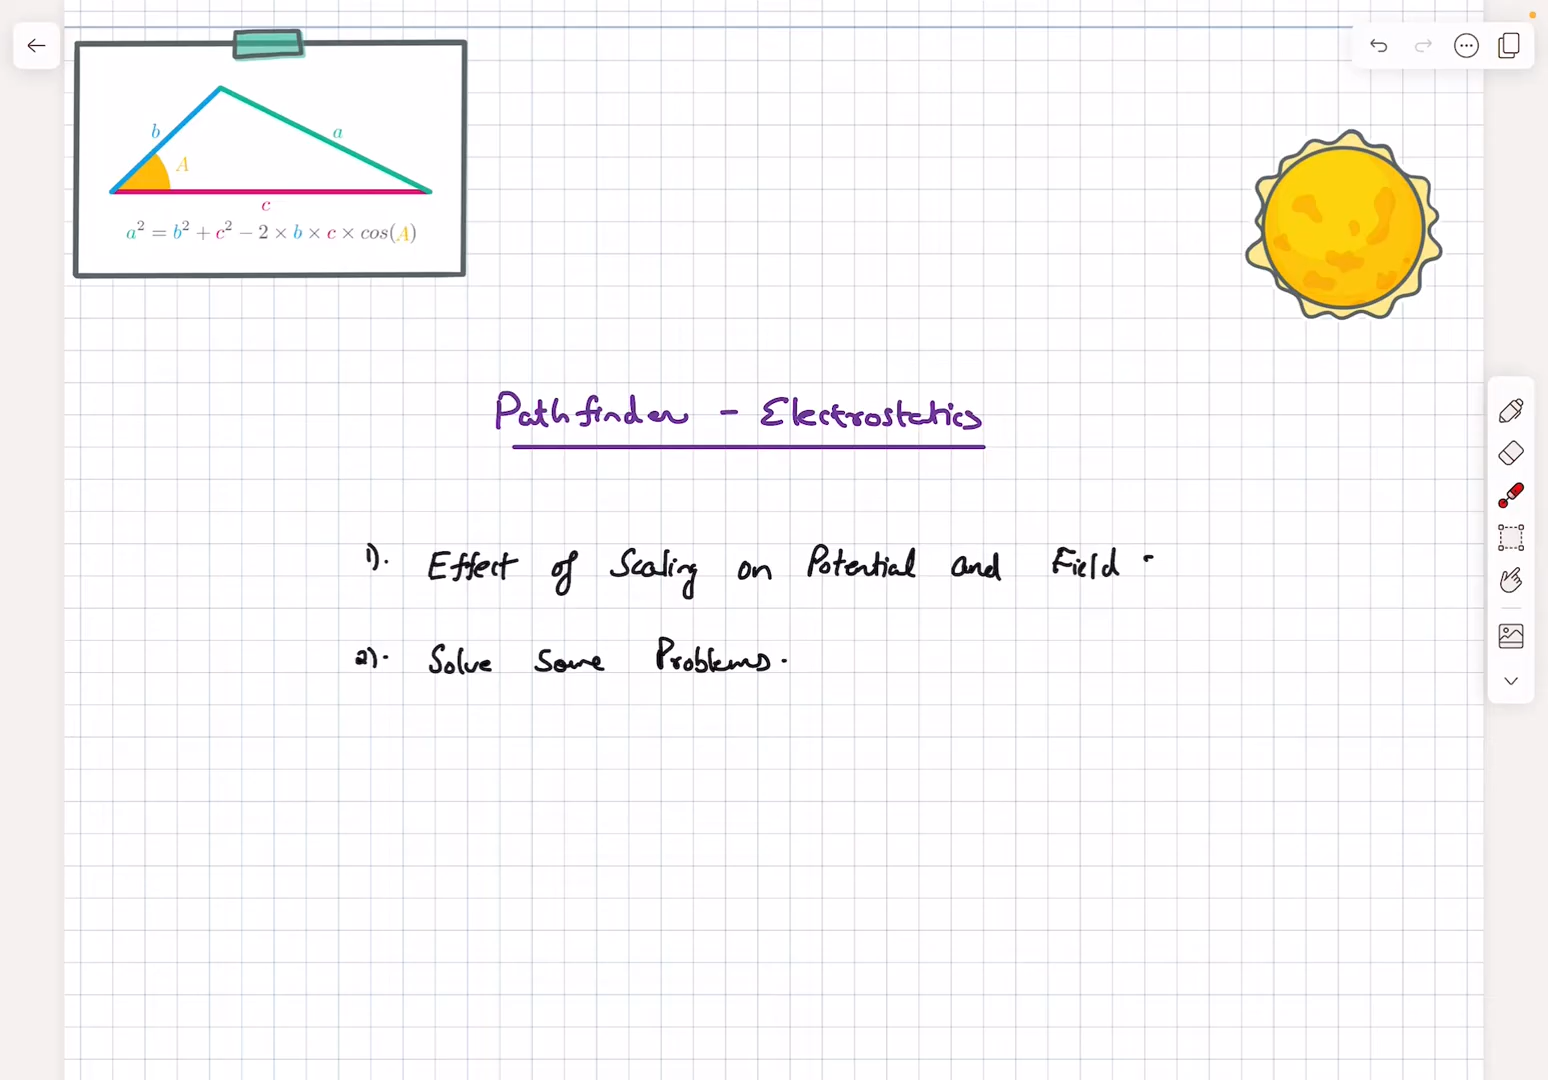 b
a
A
c
a² = b² + c² − 2 × b × c × cos(A)
Pathfinder - Electrostatics
1). Effect of Scaling on Potential and Field .
2). Solve Some Problems.